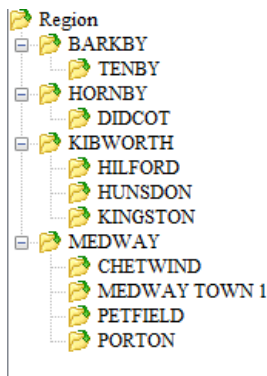 Region
BARKBY
TENBY
HORNBY
DIDCOT
KIBWORTH
HILFORD
HUNSDON
KINGSTON
MEDWAY
CHETWIND
MEDWAY TOWN 1
PETFIELD
PORTON